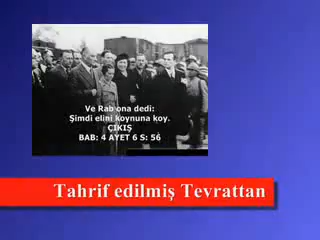 Ve Rab ona dedi:
Şimdi elini koynuna koy.
ÇIKIŞ
BAB: 4 AYET 6 S: 56
Tahrif edilmiş Tevrattan